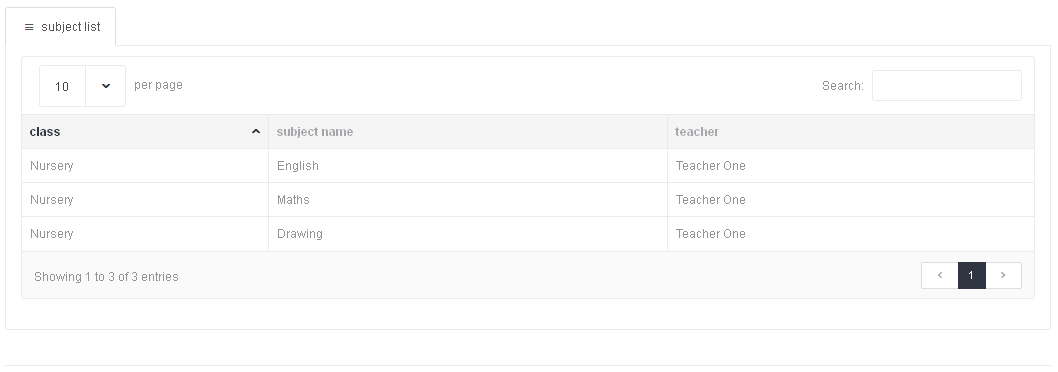 subject list
10 per page Search:
class subject name teacher
Nursery English Teacher One
Nursery Maths Teacher One
Nursery Drawing Teacher One
Showing 1 to 3 of 3 entries 1